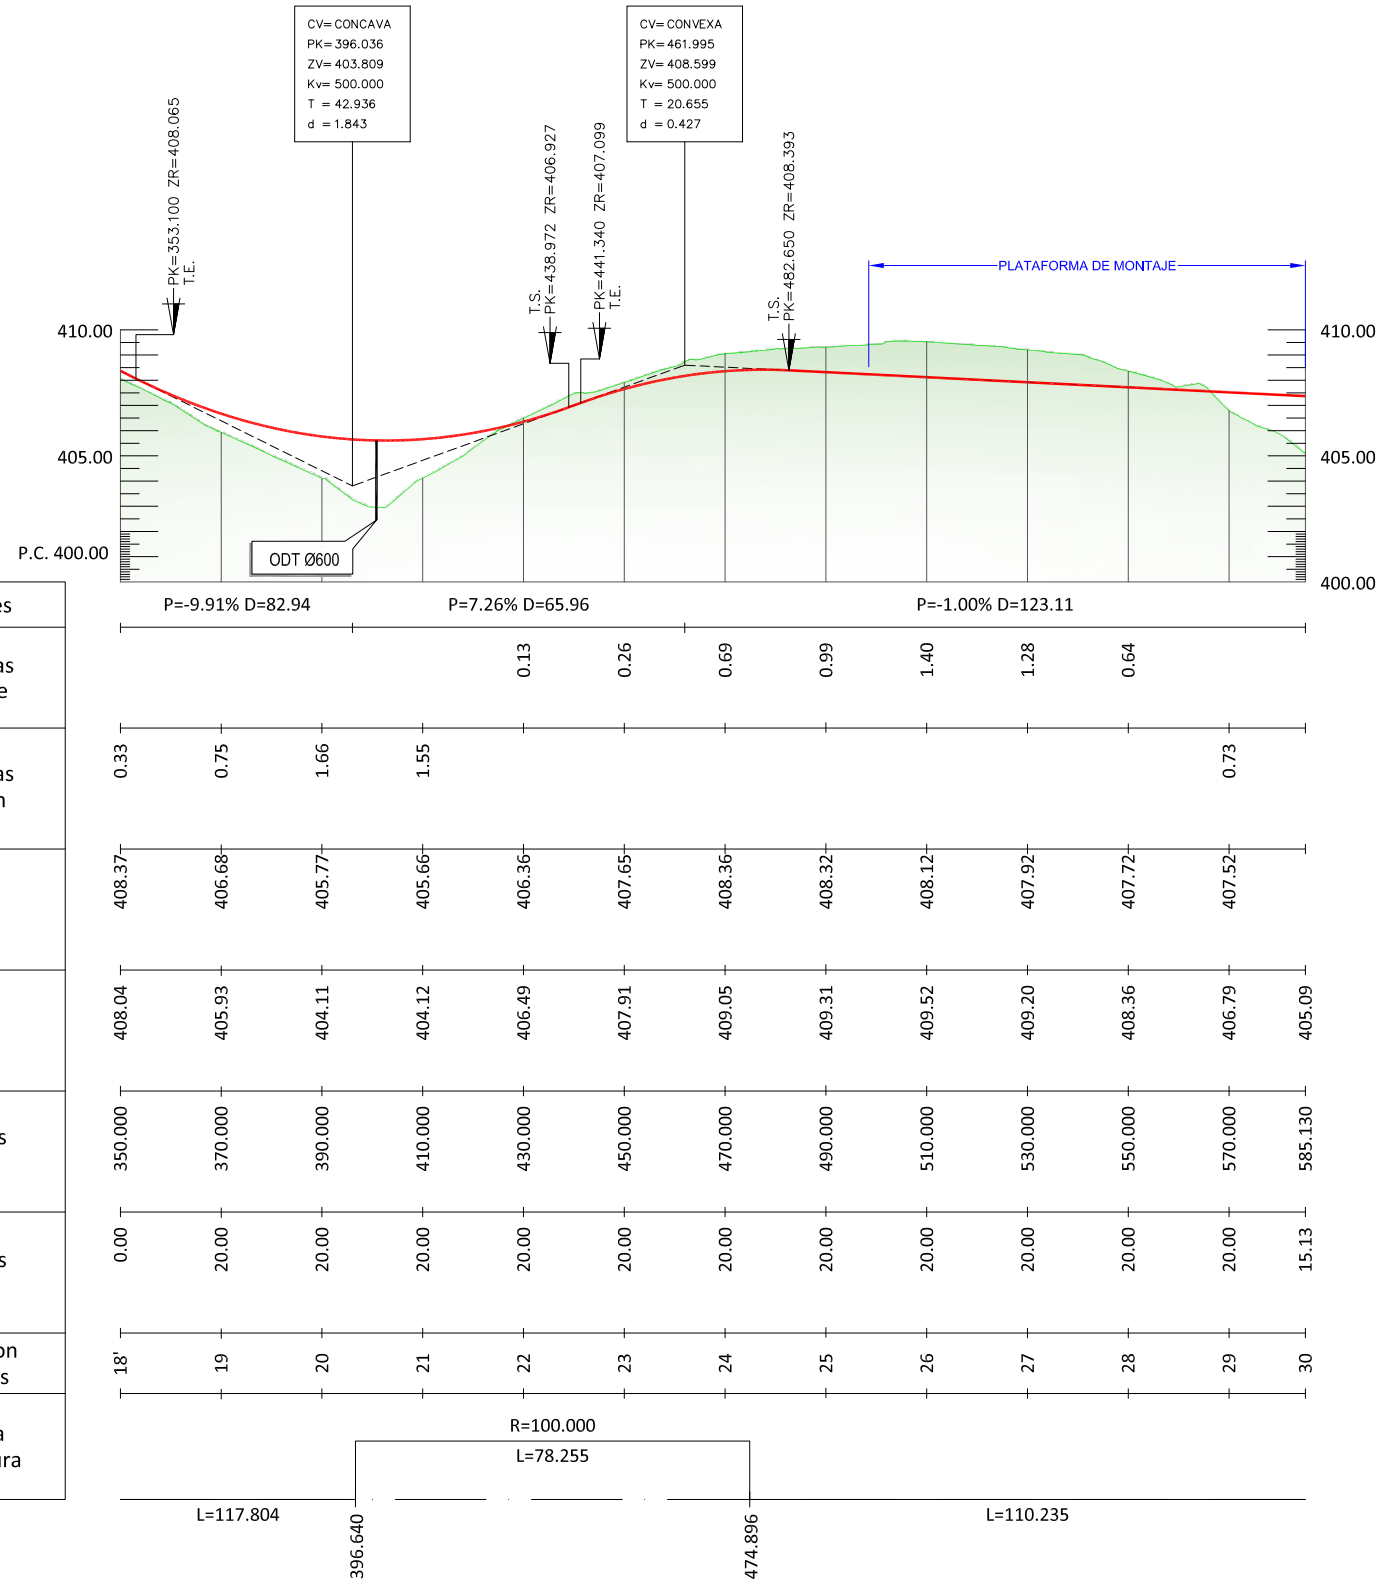 CV= CONCAVA
PK= 396.036
ZV= 403.809
Kv= 500.000
T = 42.936
d = 1.843
CV= CONVEXA
PK= 461.995
ZV= 408.599
Kv= 500.000
T = 20.655
d = 0.427
PK=353.100 ZR=408.065
T.E.
T.S.
PK=438.972 ZR=406.927
PK=441.340 ZR=407.099
T.E.
T.S.
PK=482.650 ZR=408.393
PLATAFORMA DE MONTAJE
410.00
410.00
405.00
405.00
P.C. 400.00
400.00
ODT Ø600
es
P=-9.91% D=82.94
P=7.26% D=65.96
P=-1.00% D=123.11
as
e
0.13 0.26 0.69 0.99 1.40 1.28 0.64
as
n
0.33 0.75 1.66 1.55 0.73
408.37 406.68 405.77 405.66 406.36 407.65 408.36 408.32 408.12 407.92 407.72 407.52
408.04 405.93 404.11 404.12 406.49 407.91 409.05 409.31 409.52 409.20 408.36 406.79 405.09
s
350.000 370.000 390.000 410.000 430.000 450.000 470.000 490.000 510.000 530.000 550.000 570.000 585.130
s
0.00 20.00 20.00 20.00 20.00 20.00 20.00 20.00 20.00 20.00 20.00 20.00 15.13
on
s
18' 19 20 21 22 23 24 25 26 27 28 29 30
a
ura
R=100.000
L=78.255
L=117.804
L=110.235
396.640
474.896